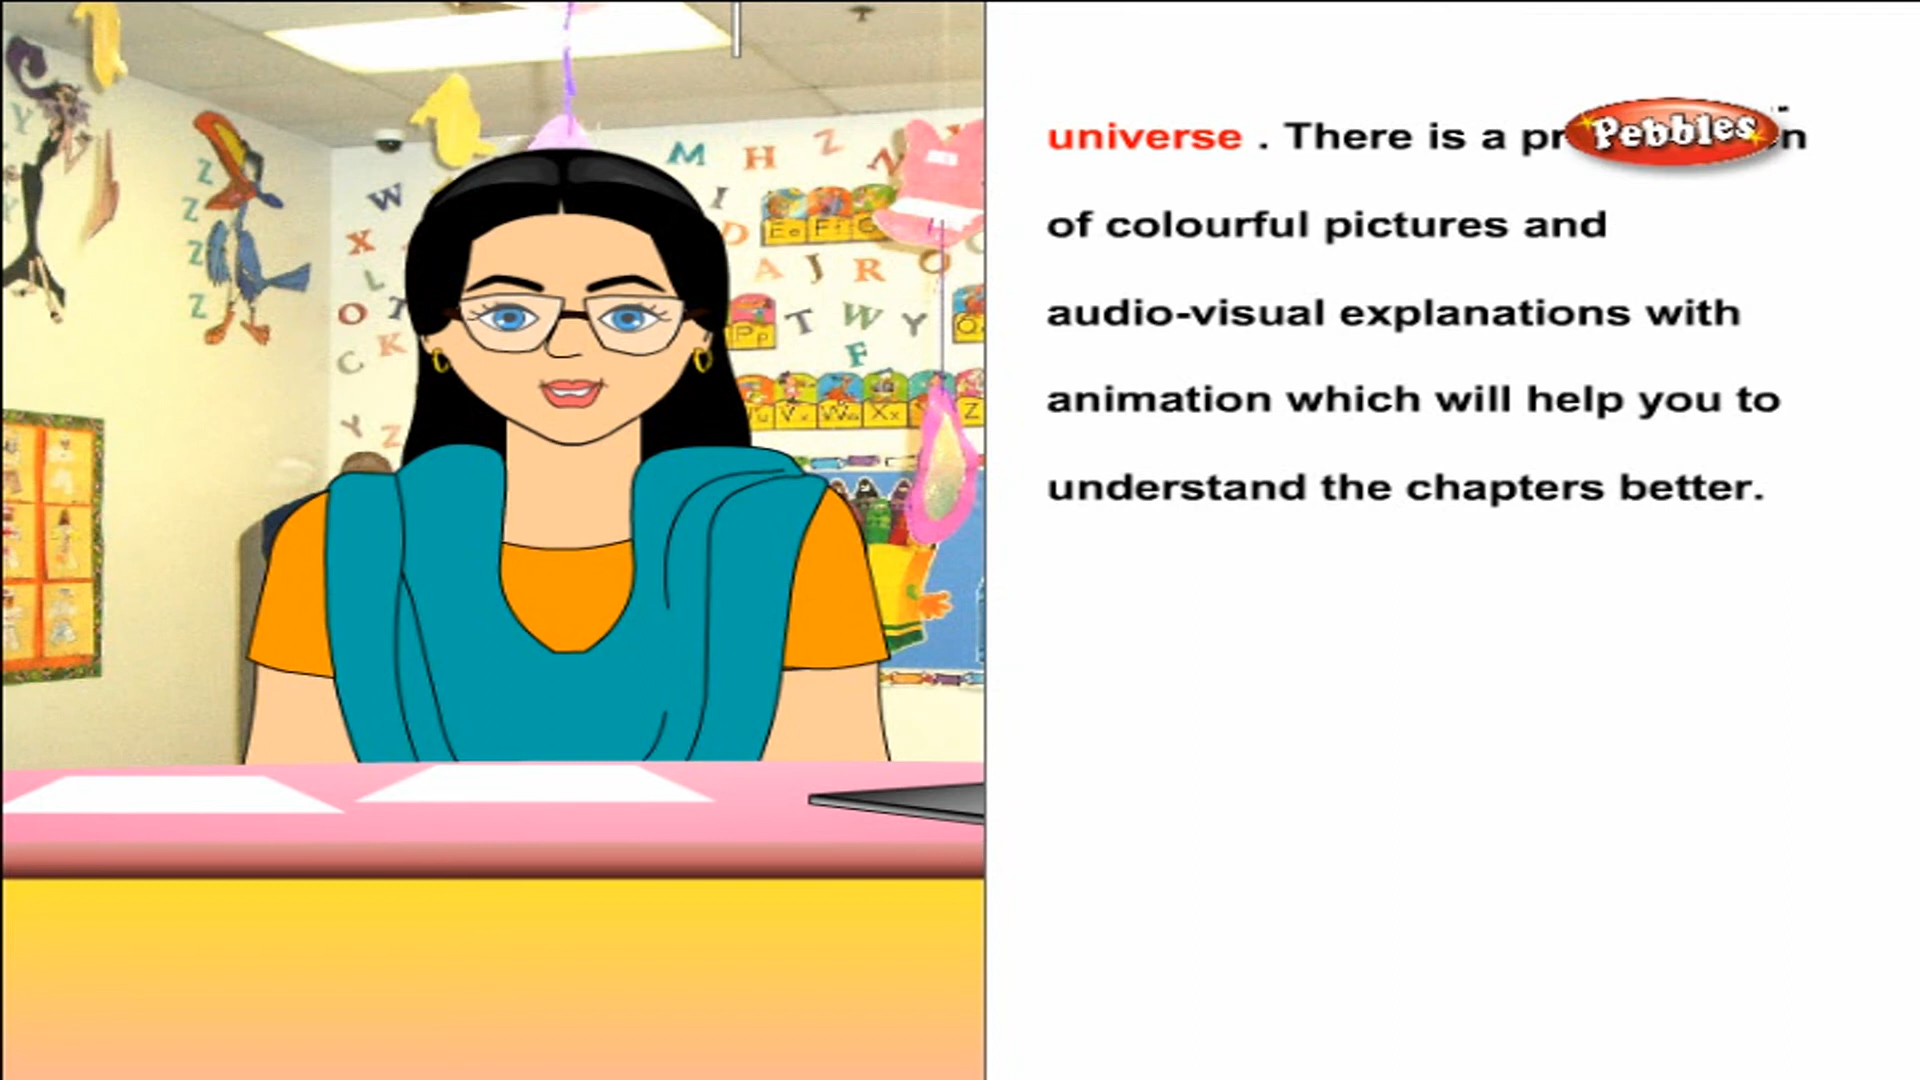 universe . There is a
Pebbles
of colourful pictures and
audio-visual explanations with
animation which will help you to
understand the chapters better.
M H Z N
W I
Z
Z
Z
Z
X D
L A J R
O T W Y
K F
C
Y Z
Pp